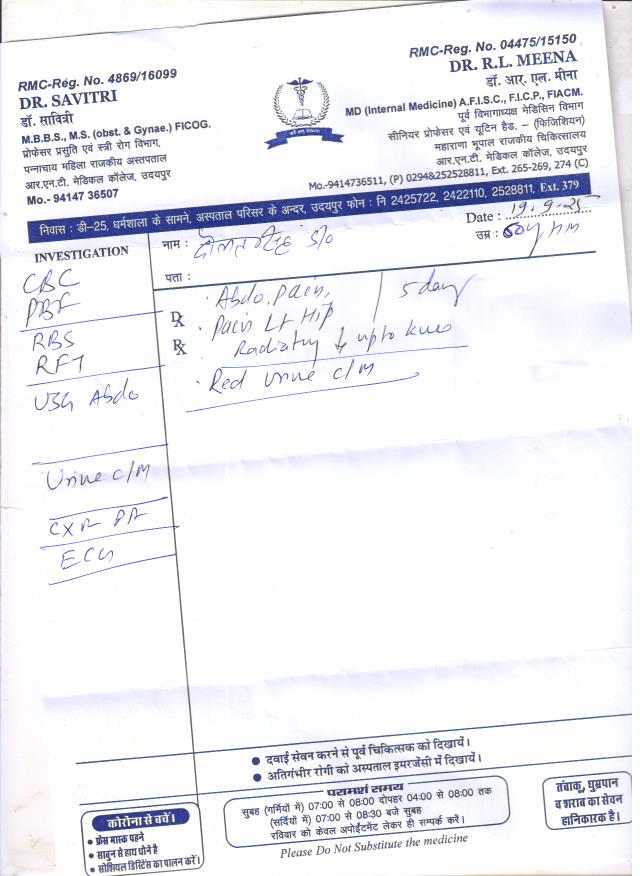 RMC-Reg. No. 4869/16099
DR. SAVITRI
डॉ. सावित्री
M.B.B.S., M.S. (obst. & Gynae.) FICOG.
प्रोफेसर प्रसुति एवं स्त्री रोग विभाग,
पन्नाधाय महिला राजकीय अस्तपताल
आर.एन.टी. मेडिकल कॉलेज, उदयपुर
Mo.- 94147 36507
RMC-Reg. No. 04475/15150
DR. R.L. MEENA
डॉ. आर. एल. मीना
MD (Internal Medicine) A.F.I.S.C., F.I.C.P., FIACM.
पूर्व विभागाध्यक्ष मेडिसिन विभाग
सीनियर प्रोफेसर एवं यूटिन हैड. – (फिजिशियन)
महाराणा भूपाल राजकीय चिकित्सालय
आर.एन.टी. मेडिकल कॉलेज, उदयपुर
Mo.-9414736511, (P) 0294&252528811, Ext. 265-269, 274 (C)
निवास : डी-25, धर्मशाला के सामने, अस्पताल परिसर के अन्दर, उदयपुर फोन : नि 2425722, 2422110, 2528811, Ext. 379
Date : 19.9.25
नाम : दौलत सिंह S/o
उम्र : 60y
पता :
INVESTIGATION
CBC
PBF
RBS
RFT
USG Abdo
Urine c/m
CXR PA
ECG
Dx
Rx
. Abdo. pain, / 5 day
. Pain Lt Hip
Radiating upto knee
. Red urine c/m
● दवाई सेवन करने से पूर्व चिकित्सक को दिखायें।
● अतिगंभीर रोगी को अस्पताल इमरजेंसी में दिखायें।
कोरोना से बचें।
• फ्रेस मास्क पहने
• साबुन से हाथ धोने है
• सोशियल डिस्टिंस का पालन करें।
परामर्श समय
सुबह (गर्मियों में) 07:00 से 08:00 दोपहर 04:00 से 08:00 तक
(सर्दियों में) 07:00 से 08:30 बजे सुबह
रविवार को केवल अपोईंटमेंट लेकर ही सम्पर्क करें।
Please Do Not Substitute the medicine
तंबाकू, धुम्रपान
व शराब का सेवन
हानिकारक है।